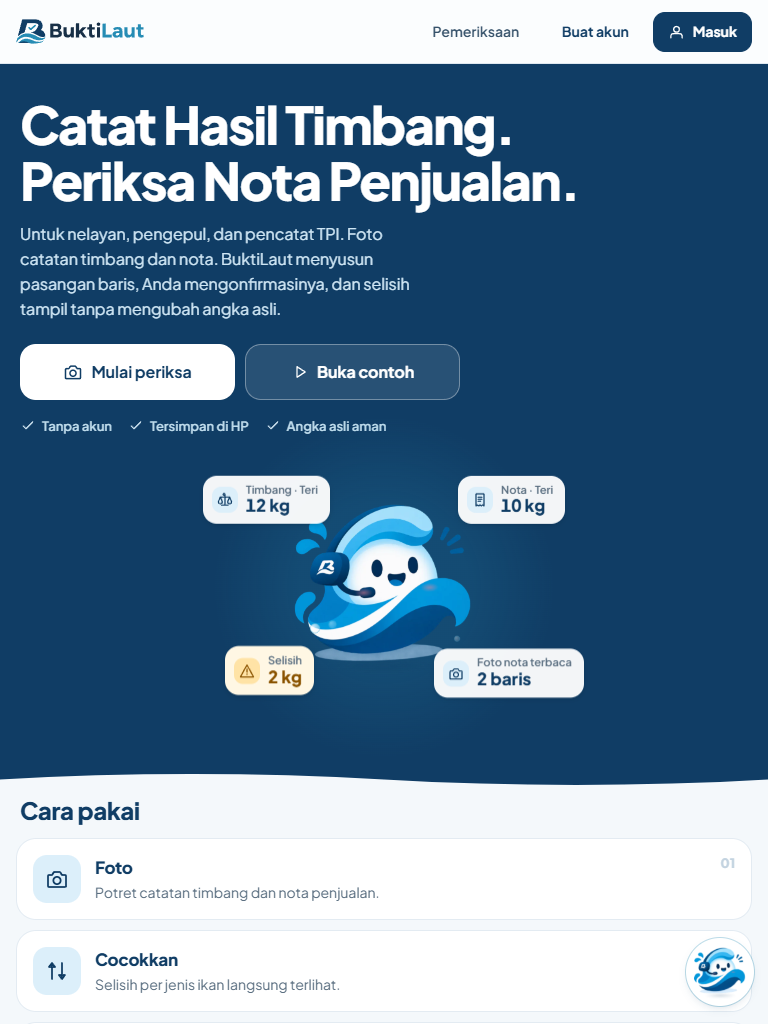 BuktiLaut
Pemeriksaan
Buat akun
Masuk
Catat Hasil Timbang.
Periksa Nota Penjualan.
Untuk nelayan, pengepul, dan pencatat TPI. Foto
catatan timbang dan nota. BuktiLaut menyusun
pasangan baris, Anda mengonfirmasinya, dan selisih
tampil tanpa mengubah angka asli.
Mulai periksa
Buka contoh
Tanpa akun
Tersimpan di HP
Angka asli aman
Timbang · Teri
12 kg
Nota · Teri
10 kg
Selisih
2 kg
Foto nota terbaca
2 baris
Cara pakai
Foto
01
Potret catatan timbang dan nota penjualan.
Cocokkan
Selisih per jenis ikan langsung terlihat.